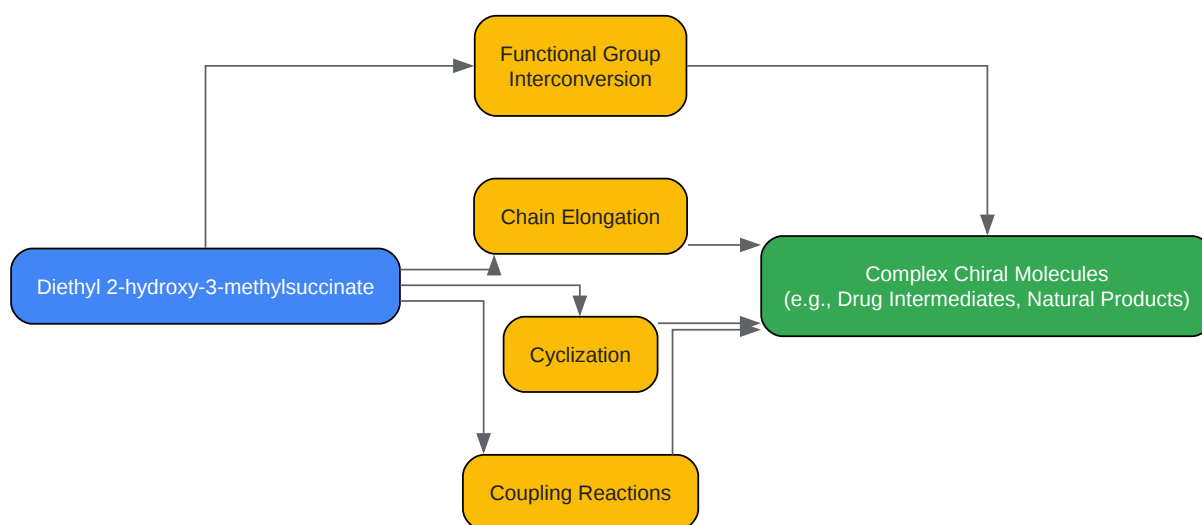 Functional Group
Interconversion
Chain Elongation
Diethyl 2-hydroxy-3-methylsuccinate
Complex Chiral Molecules
(e.g., Drug Intermediates, Natural Products)
Cyclization
Coupling Reactions